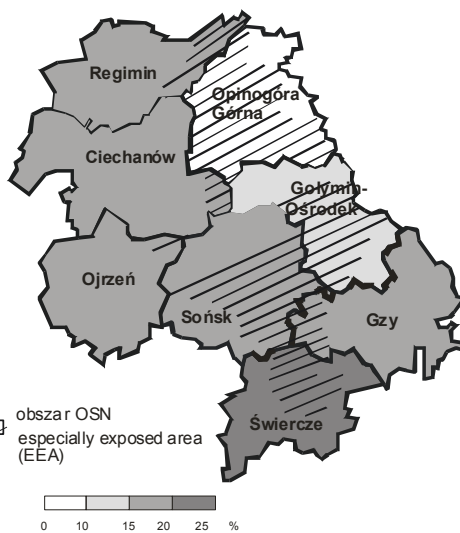 Regimin
Opinogóra
Górna
Ciechanów
Gołymin-
Ośrodek
Ojrzeń
Sońsk
Gzy
Świercze
obszar OSN
especially exposed area
(EEA)
0 10 15 20 25 %